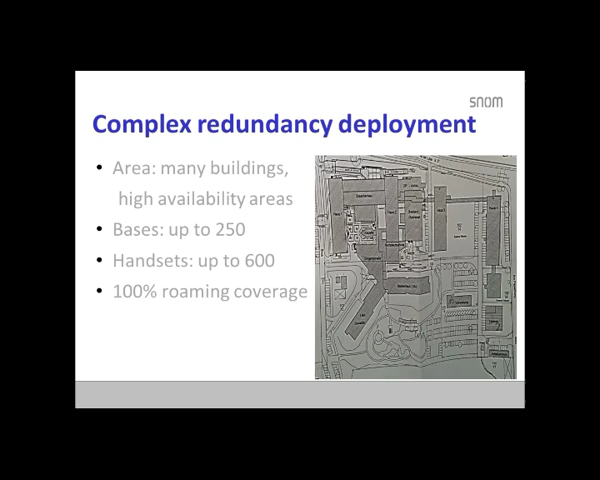 snom
Complex redundancy deployment
• Area: many buildings,
high availability areas
• Bases: up to 250
• Handsets: up to 600
• 100% roaming coverage